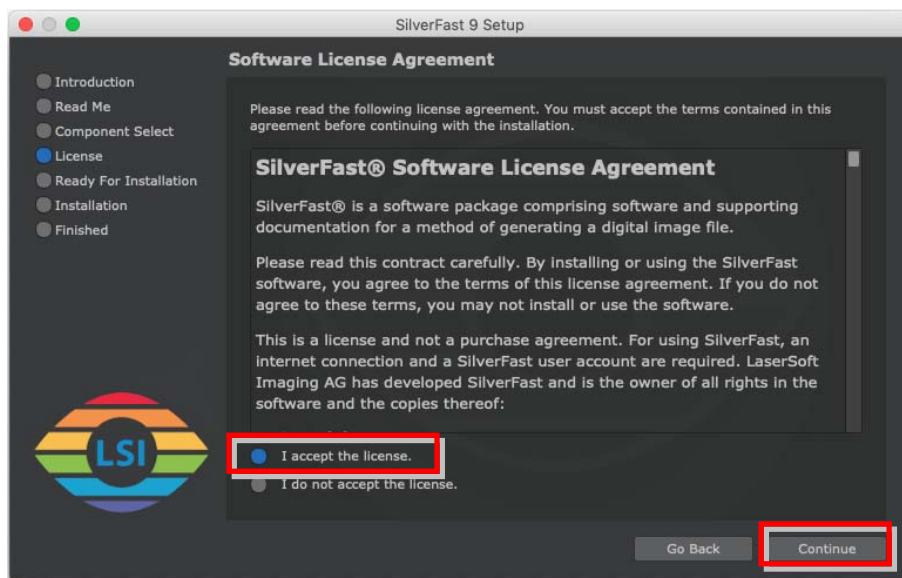 SilverFast 9 Setup
Software License Agreement
Introduction
Read Me
Component Select
License
Ready For Installation
Installation
Finished
Please read the following license agreement. You must accept the terms contained in this
agreement before continuing with the installation.
SilverFast® Software License Agreement
SilverFast® is a software package comprising software and supporting
documentation for a method of generating a digital image file.
Please read this contract carefully. By installing or using the SilverFast
software, you agree to the terms of this license agreement. If you do not
agree to these terms, you may not install or use the software.
This is a license and not a purchase agreement. For using SilverFast, an
internet connection and a SilverFast user account are required. LaserSoft
Imaging AG has developed SilverFast and is the owner of all rights in the
software and the copies thereof:
LSI
I accept the license.
I do not accept the license.
Go Back
Continue